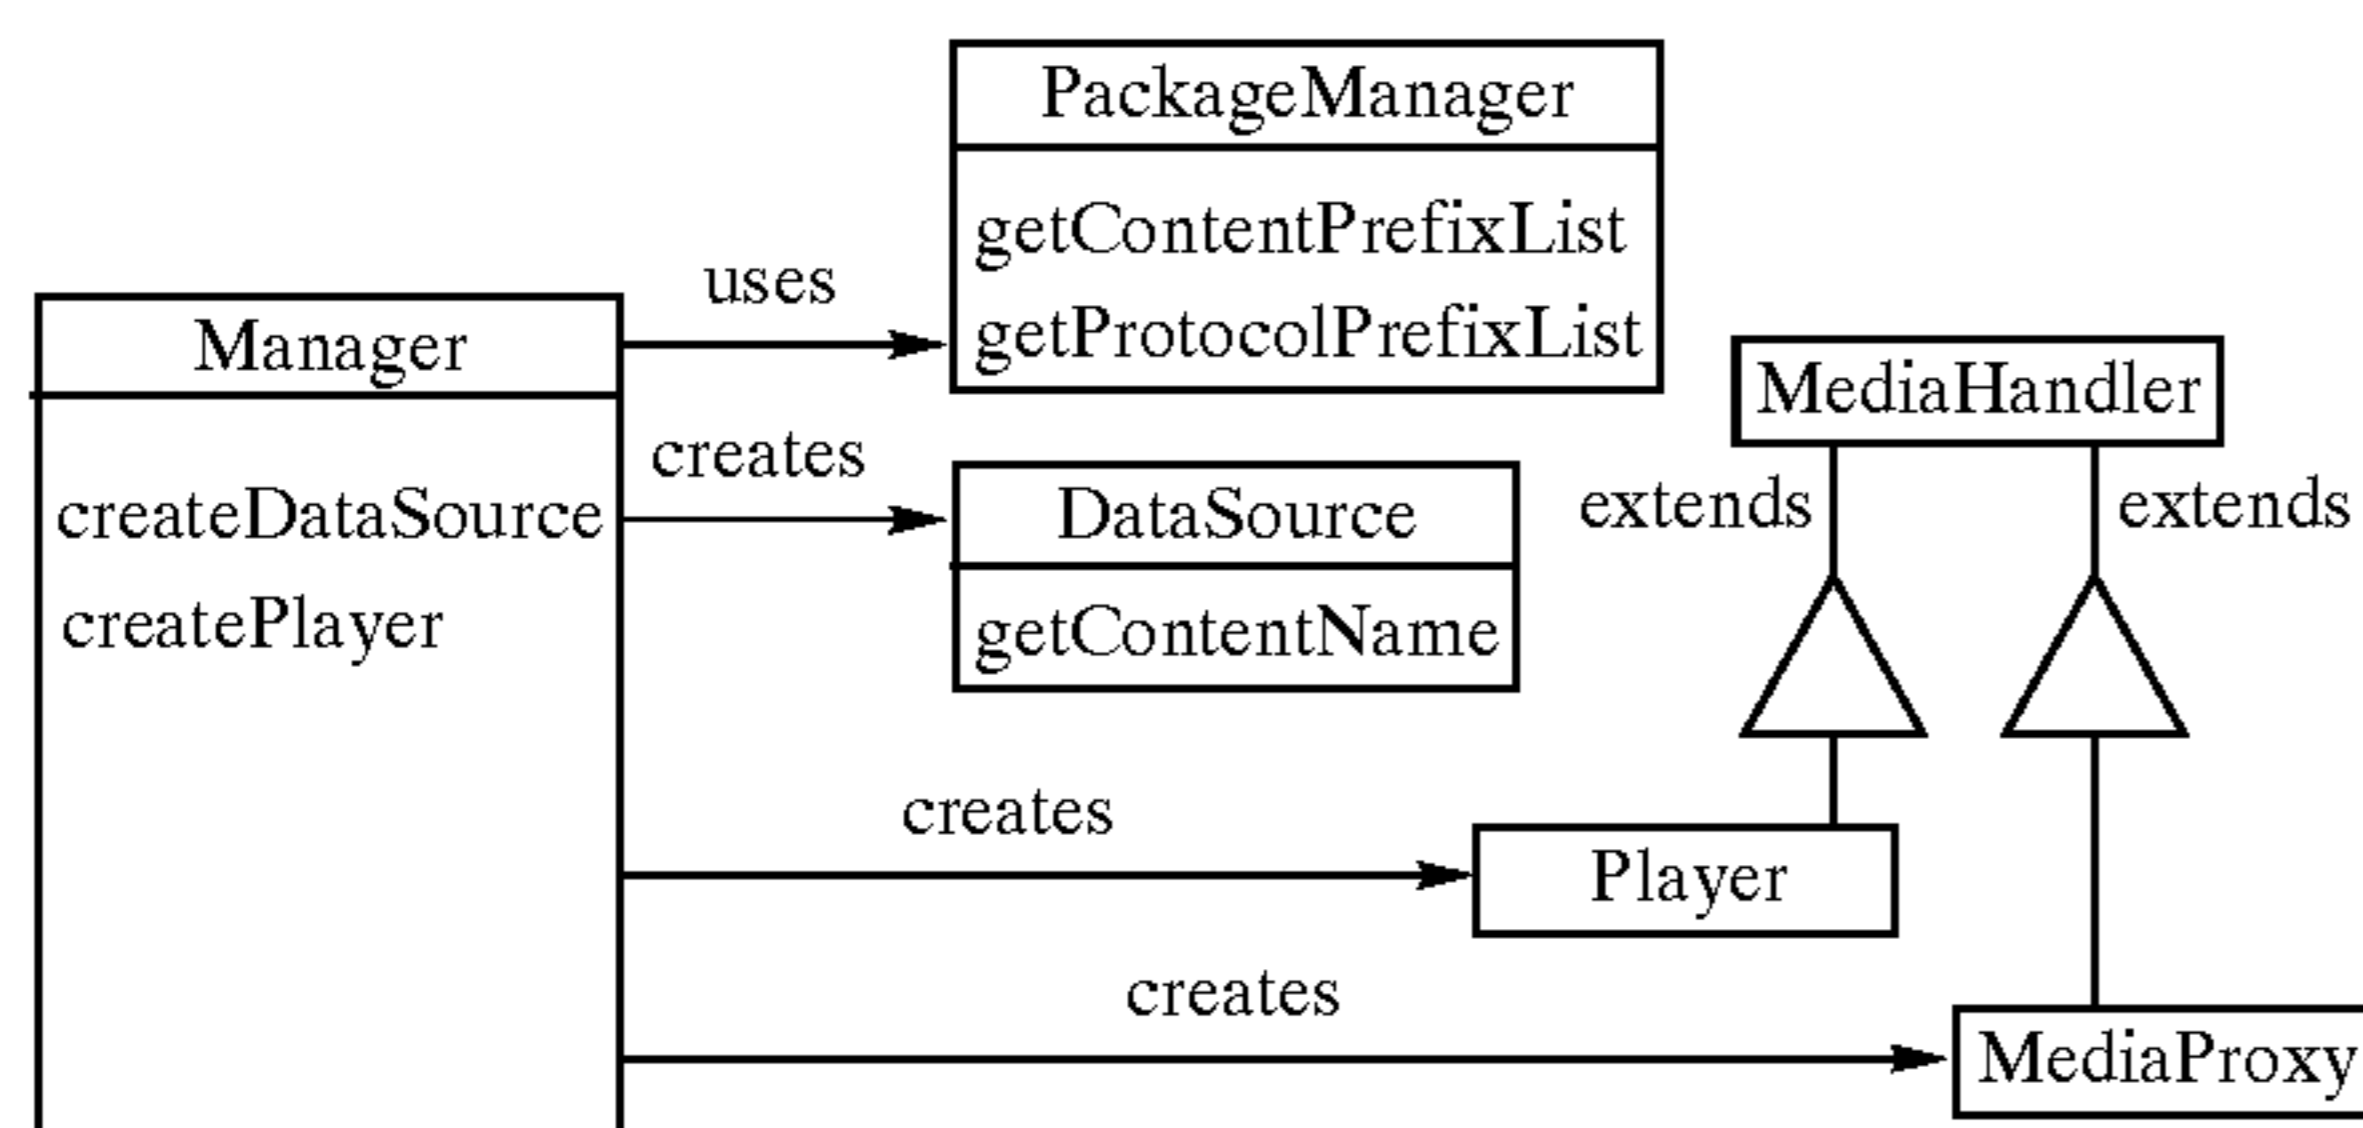 PackageManager
getContentPrefixList
getProtocolPrefixList
uses
Manager
MediaHandler
creates
createDataSource
DataSource
extends
extends
createPlayer
getContentName
creates
Player
creates
MediaProxy